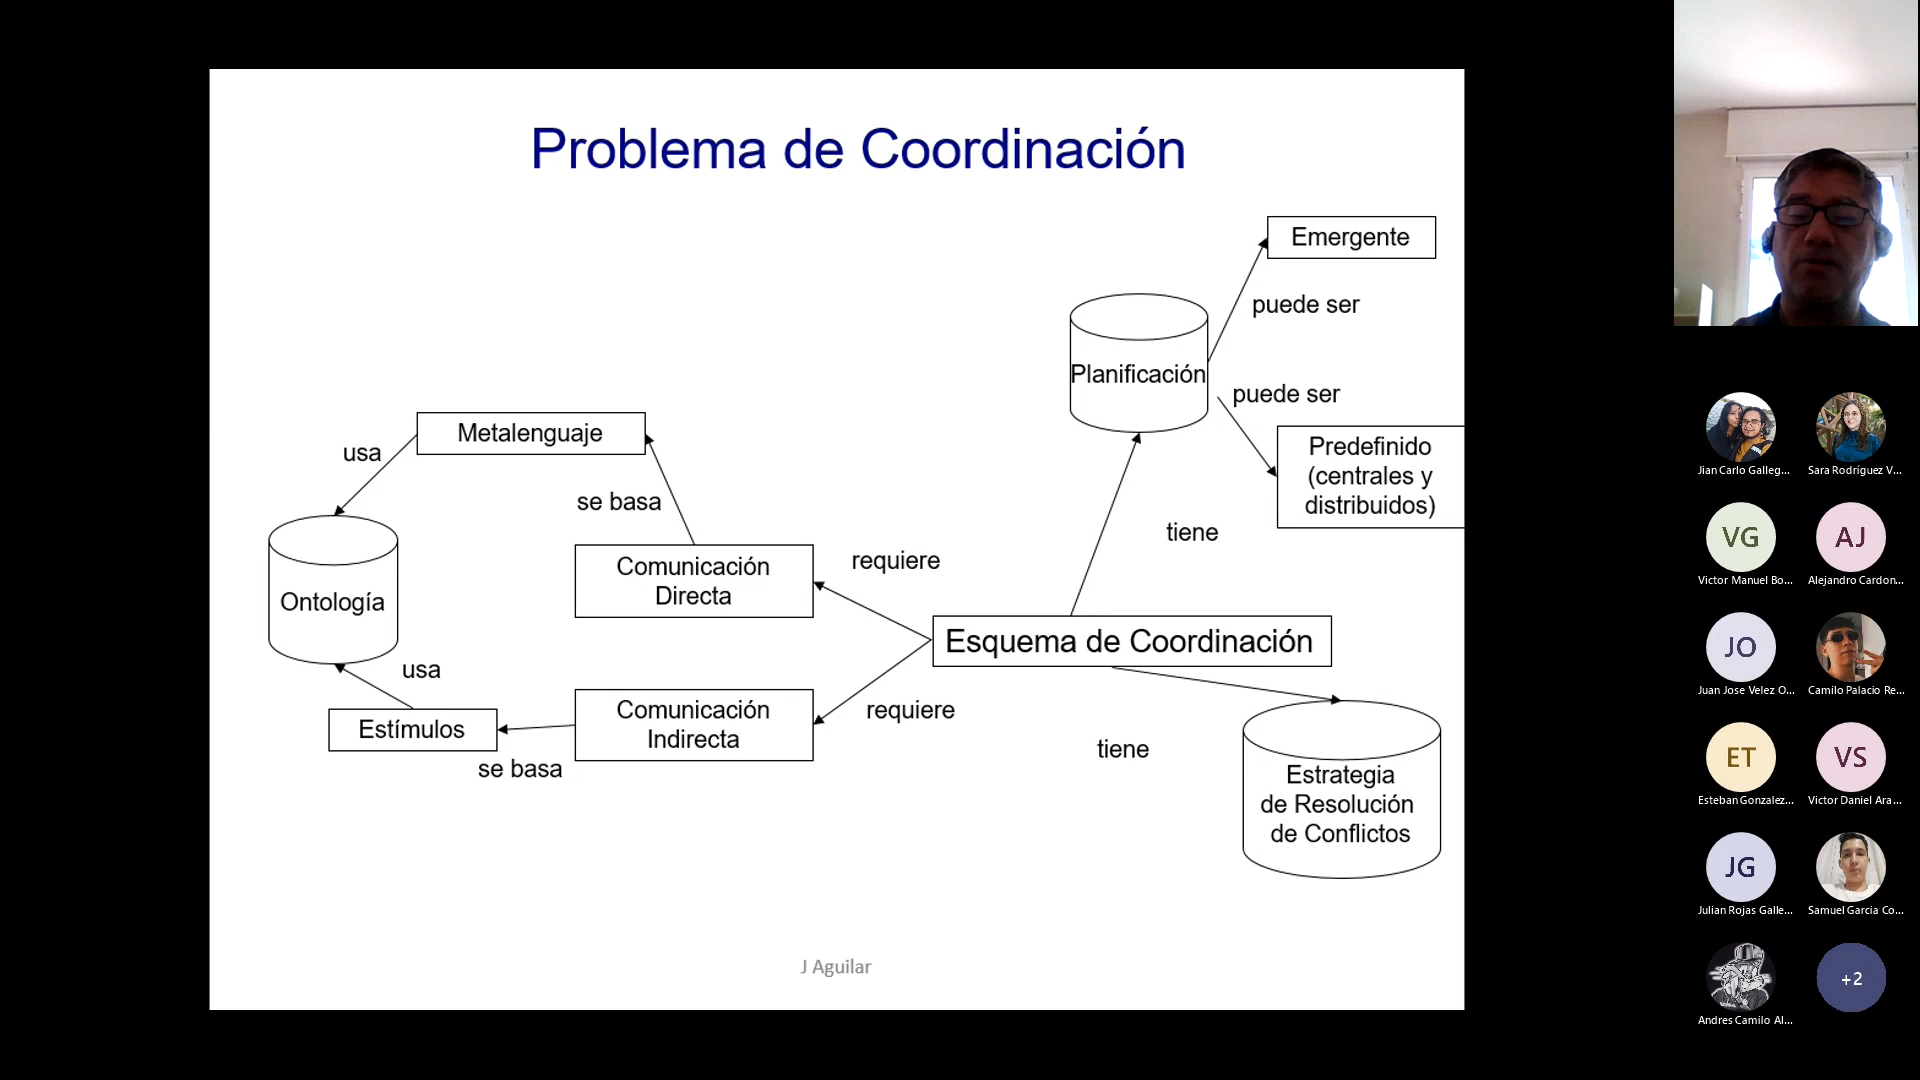 Problema de Coordinación
Emergente
puede ser
Planificación
puede ser
Predefinido
(centrales y
distribuidos)
tiene
Metalenguaje
usa
se basa
Comunicación
Directa
requiere
Ontología
Esquema de Coordinación
usa
Estímulos
Comunicación
Indirecta
requiere
se basa
tiene
Estrategia
de Resolución
de Conflictos
J Aguilar
Jian Carlo Galleg...
Sara Rodríguez V...
VG
AJ
Victor Manuel Bo...
Alejandro Cardon...
JO
Juan Jose Velez O...
Camilo Palacio Re...
ET
VS
Esteban Gonzalez...
Victor Daniel Ara...
JG
Julian Rojas Galle...
Samuel Garcia Co...
+2
Andres Camilo Al...